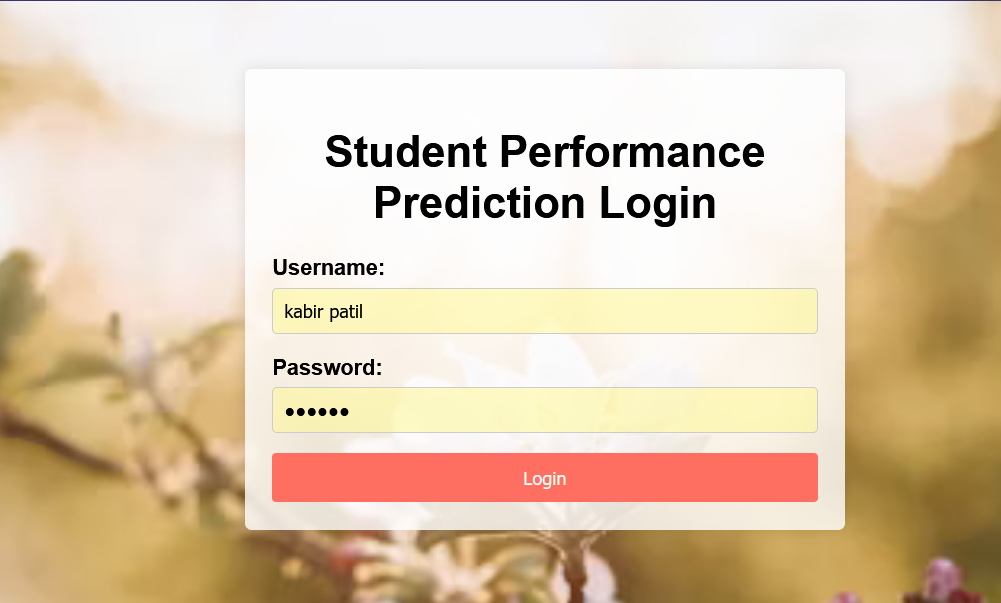 Student Performance
Prediction Login
Username:
kabir patil
Password:
●●●●●●
Login